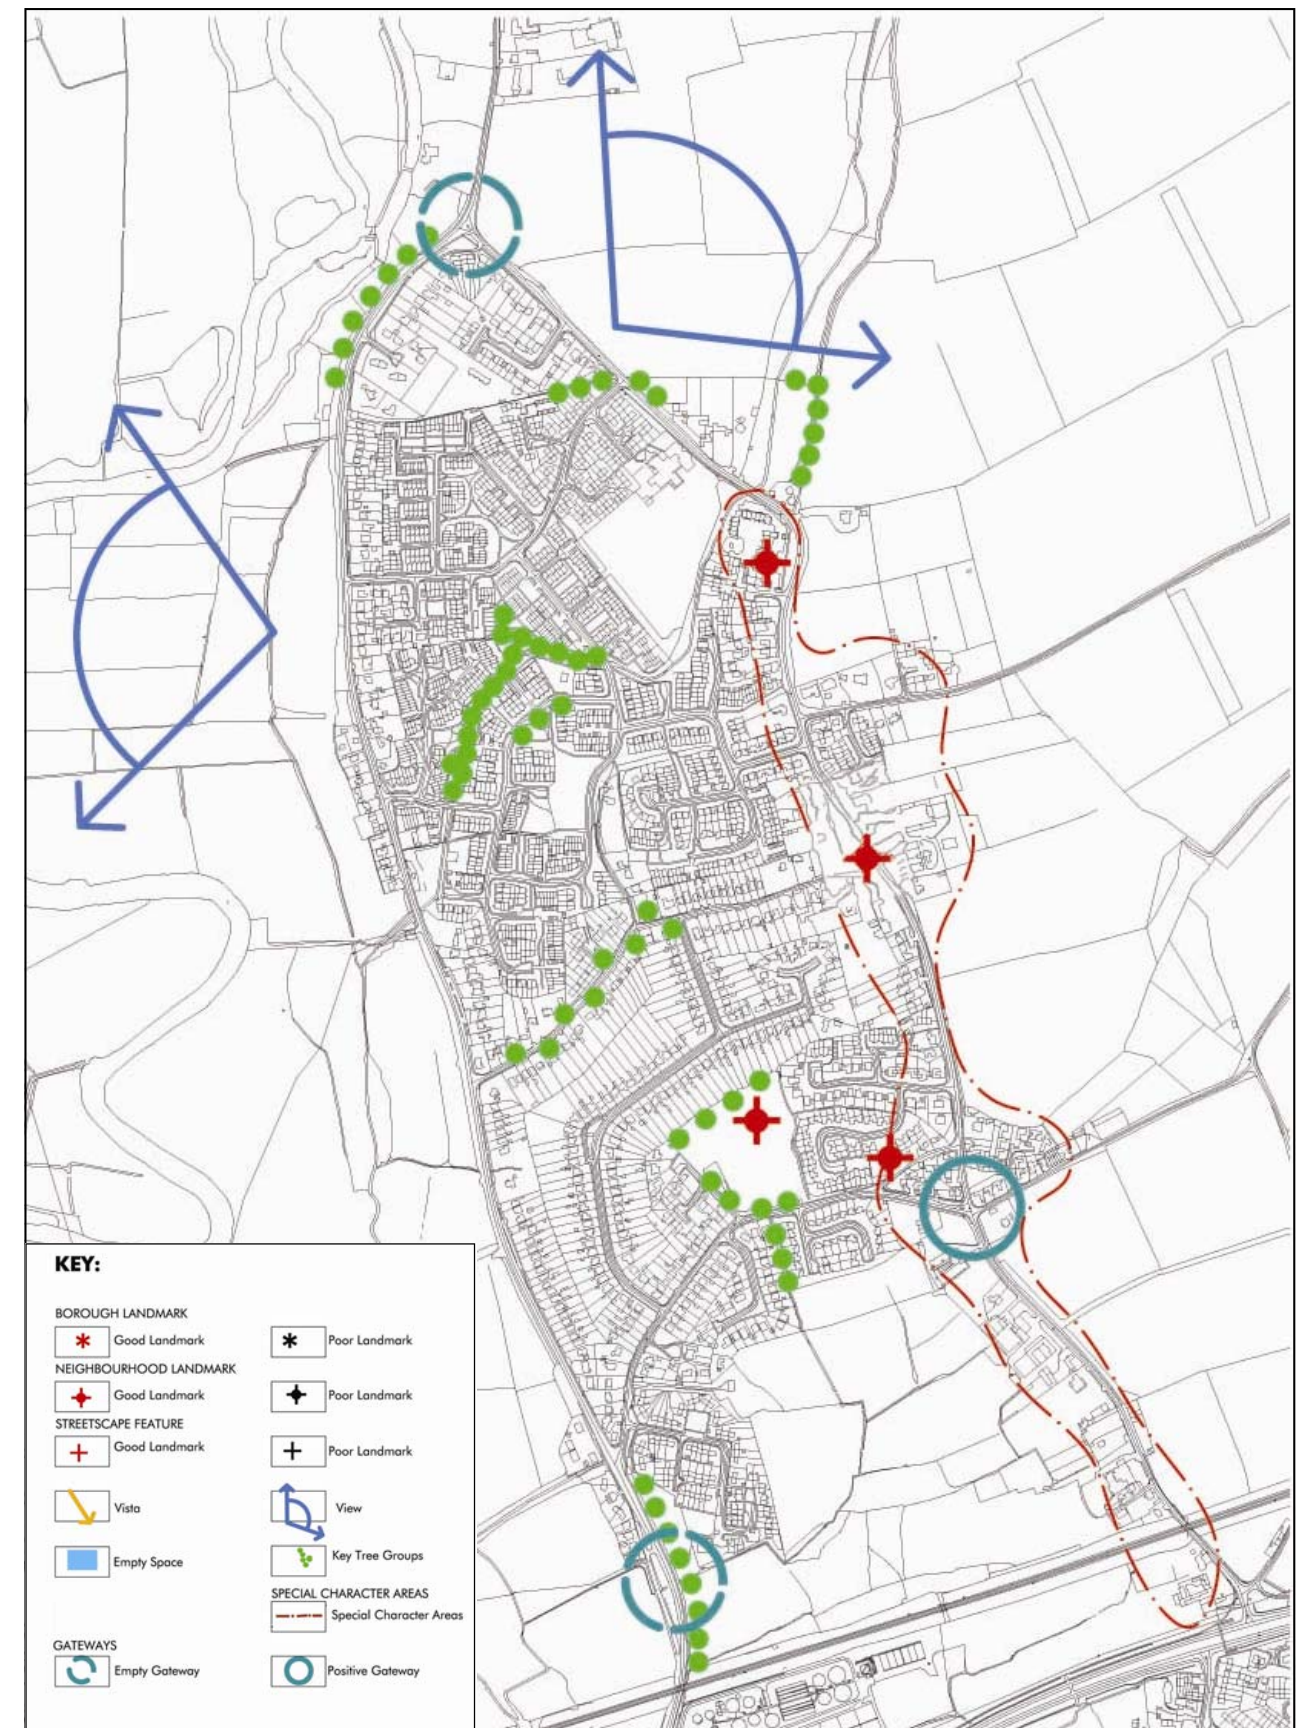 KEY:
BOROUGH LANDMARK
Good Landmark
Poor Landmark
NEIGHBOURHOOD LANDMARK
Good Landmark
Poor Landmark
STREETSCAPE FEATURE
Good Landmark
Poor Landmark
Vista
View
Empty Space
Key Tree Groups
SPECIAL CHARACTER AREAS
Special Character Areas
GATEWAYS
Empty Gateway
Positive Gateway